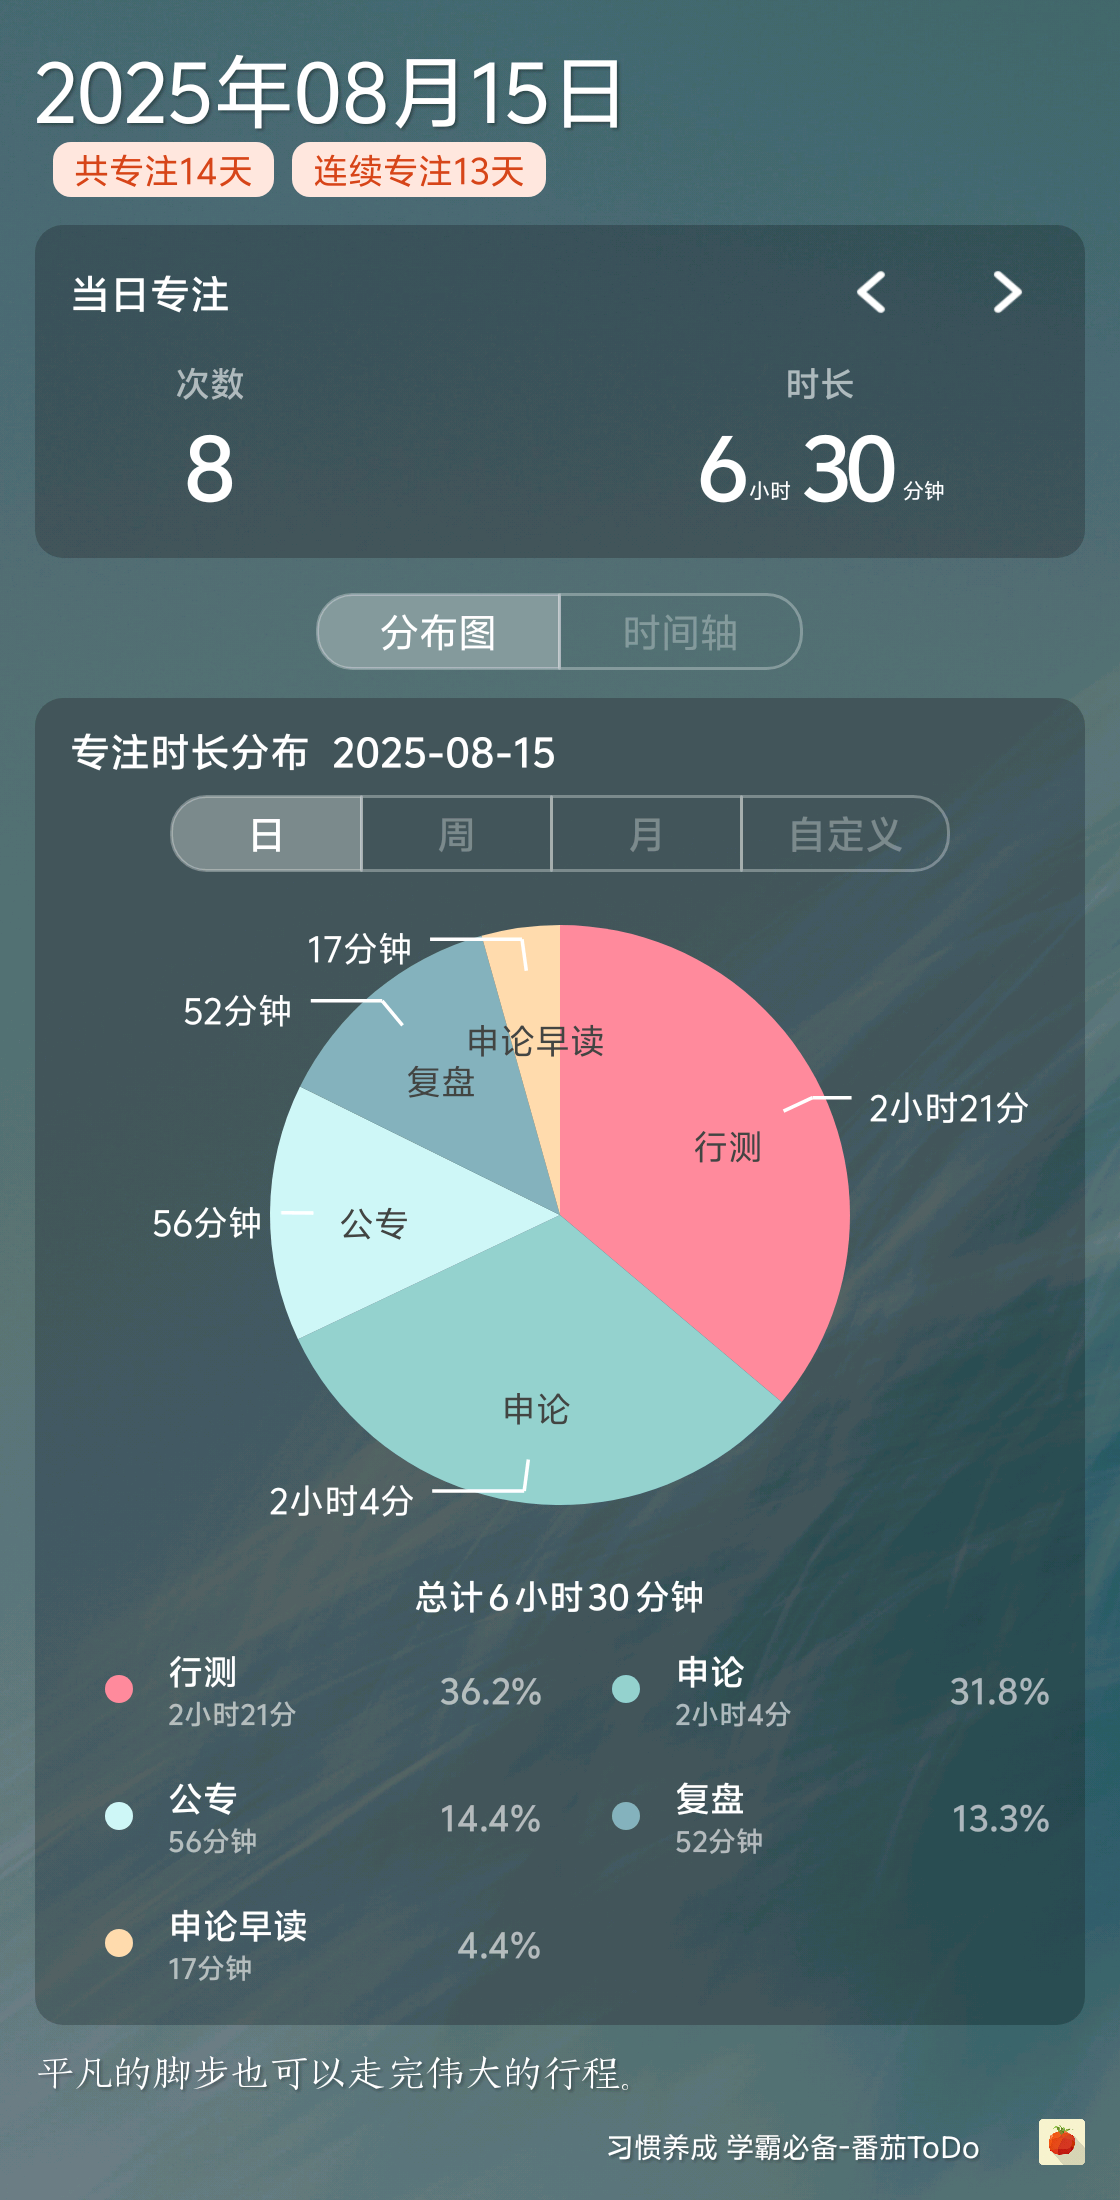 2025年08月15日
共专注14天 连续专注13天
当日专注
次数 时长
8 6小时30分钟
分布图 时间轴
专注时长分布 2025-08-15
日 周 月 自定义
17分钟
52分钟
申论早读
复盘
2小时21分
行测
56分钟
公专
申论
2小时4分
总计6小时30分钟
行测 36.2% 申论 31.8%
2小时21分 2小时4分
公专 14.4% 复盘 13.3%
56分钟 52分钟
申论早读 4.4%
17分钟
平凡的脚步也可以走完伟大的行程。
习惯养成 学霸必备-番茄ToDo